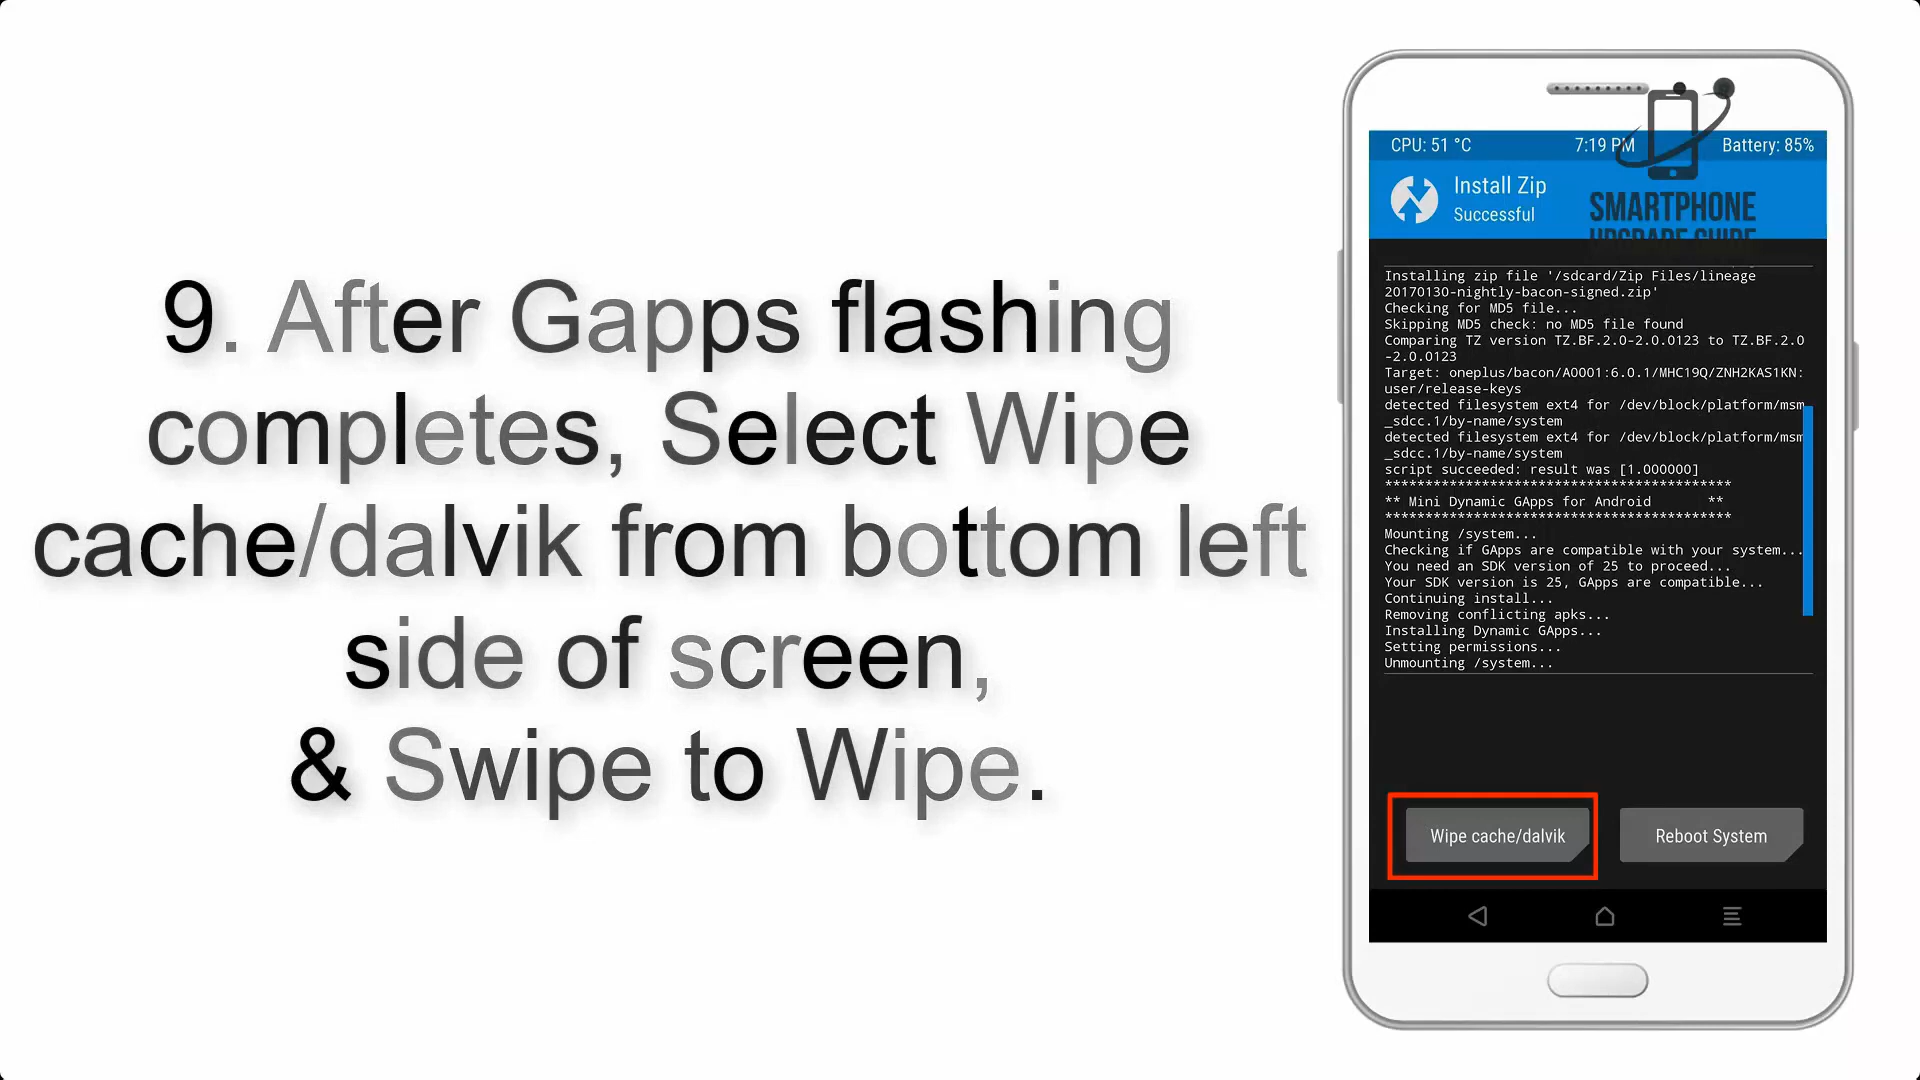 9. After Gapps flashing
completes, Select Wipe
cache/dalvik from bottom left
side of screen,
& Swipe to Wipe.
CPU: 51 °C 7:19 PM Battery: 85%
Install Zip
Successful
SMARTPHONE
UPGRADE GUIDE
Installing zip file '/sdcard/Zip Files/lineage
20170130-nightly-bacon-signed.zip'
Checking for MD5 file...
Skipping MD5 check: no MD5 file found
Comparing TZ version TZ.BF.2.0-2.0.0123 to TZ.BF.2.0
-2.0.0123
Target: oneplus/bacon/A0001:6.0.1/MHC19Q/ZNH2KAS1KN:
user/release-keys
detected filesystem ext4 for /dev/block/platform/msm
_sdcc.1/by-name/system
detected filesystem ext4 for /dev/block/platform/msm
_sdcc.1/by-name/system
script succeeded: result was [1.000000]
*******************************************
** Mini Dynamic GApps for Android **
*******************************************
Mounting /system...
Checking if GApps are compatible with your system...
You need an SDK version of 25 to proceed...
Your SDK version is 25, GApps are compatible...
Continuing install...
Removing conflicting apks...
Installing Dynamic GApps...
Setting permissions...
Unmounting /system...
Wipe cache/dalvik Reboot System